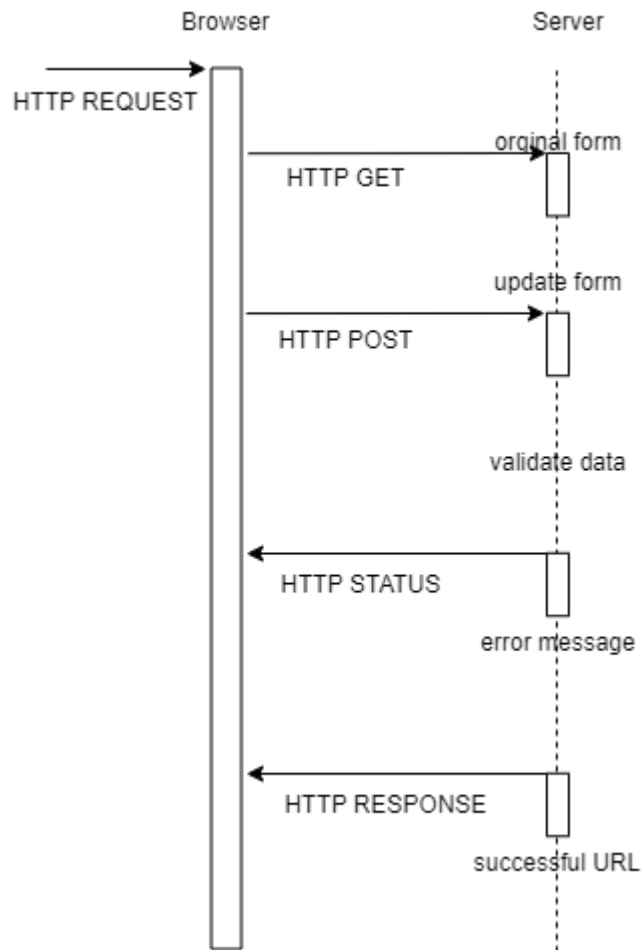 Browser
Server
HTTP REQUEST
orginal form
HTTP GET
update form
HTTP POST
validate data
HTTP STATUS
error message
HTTP RESPONSE
successful URL